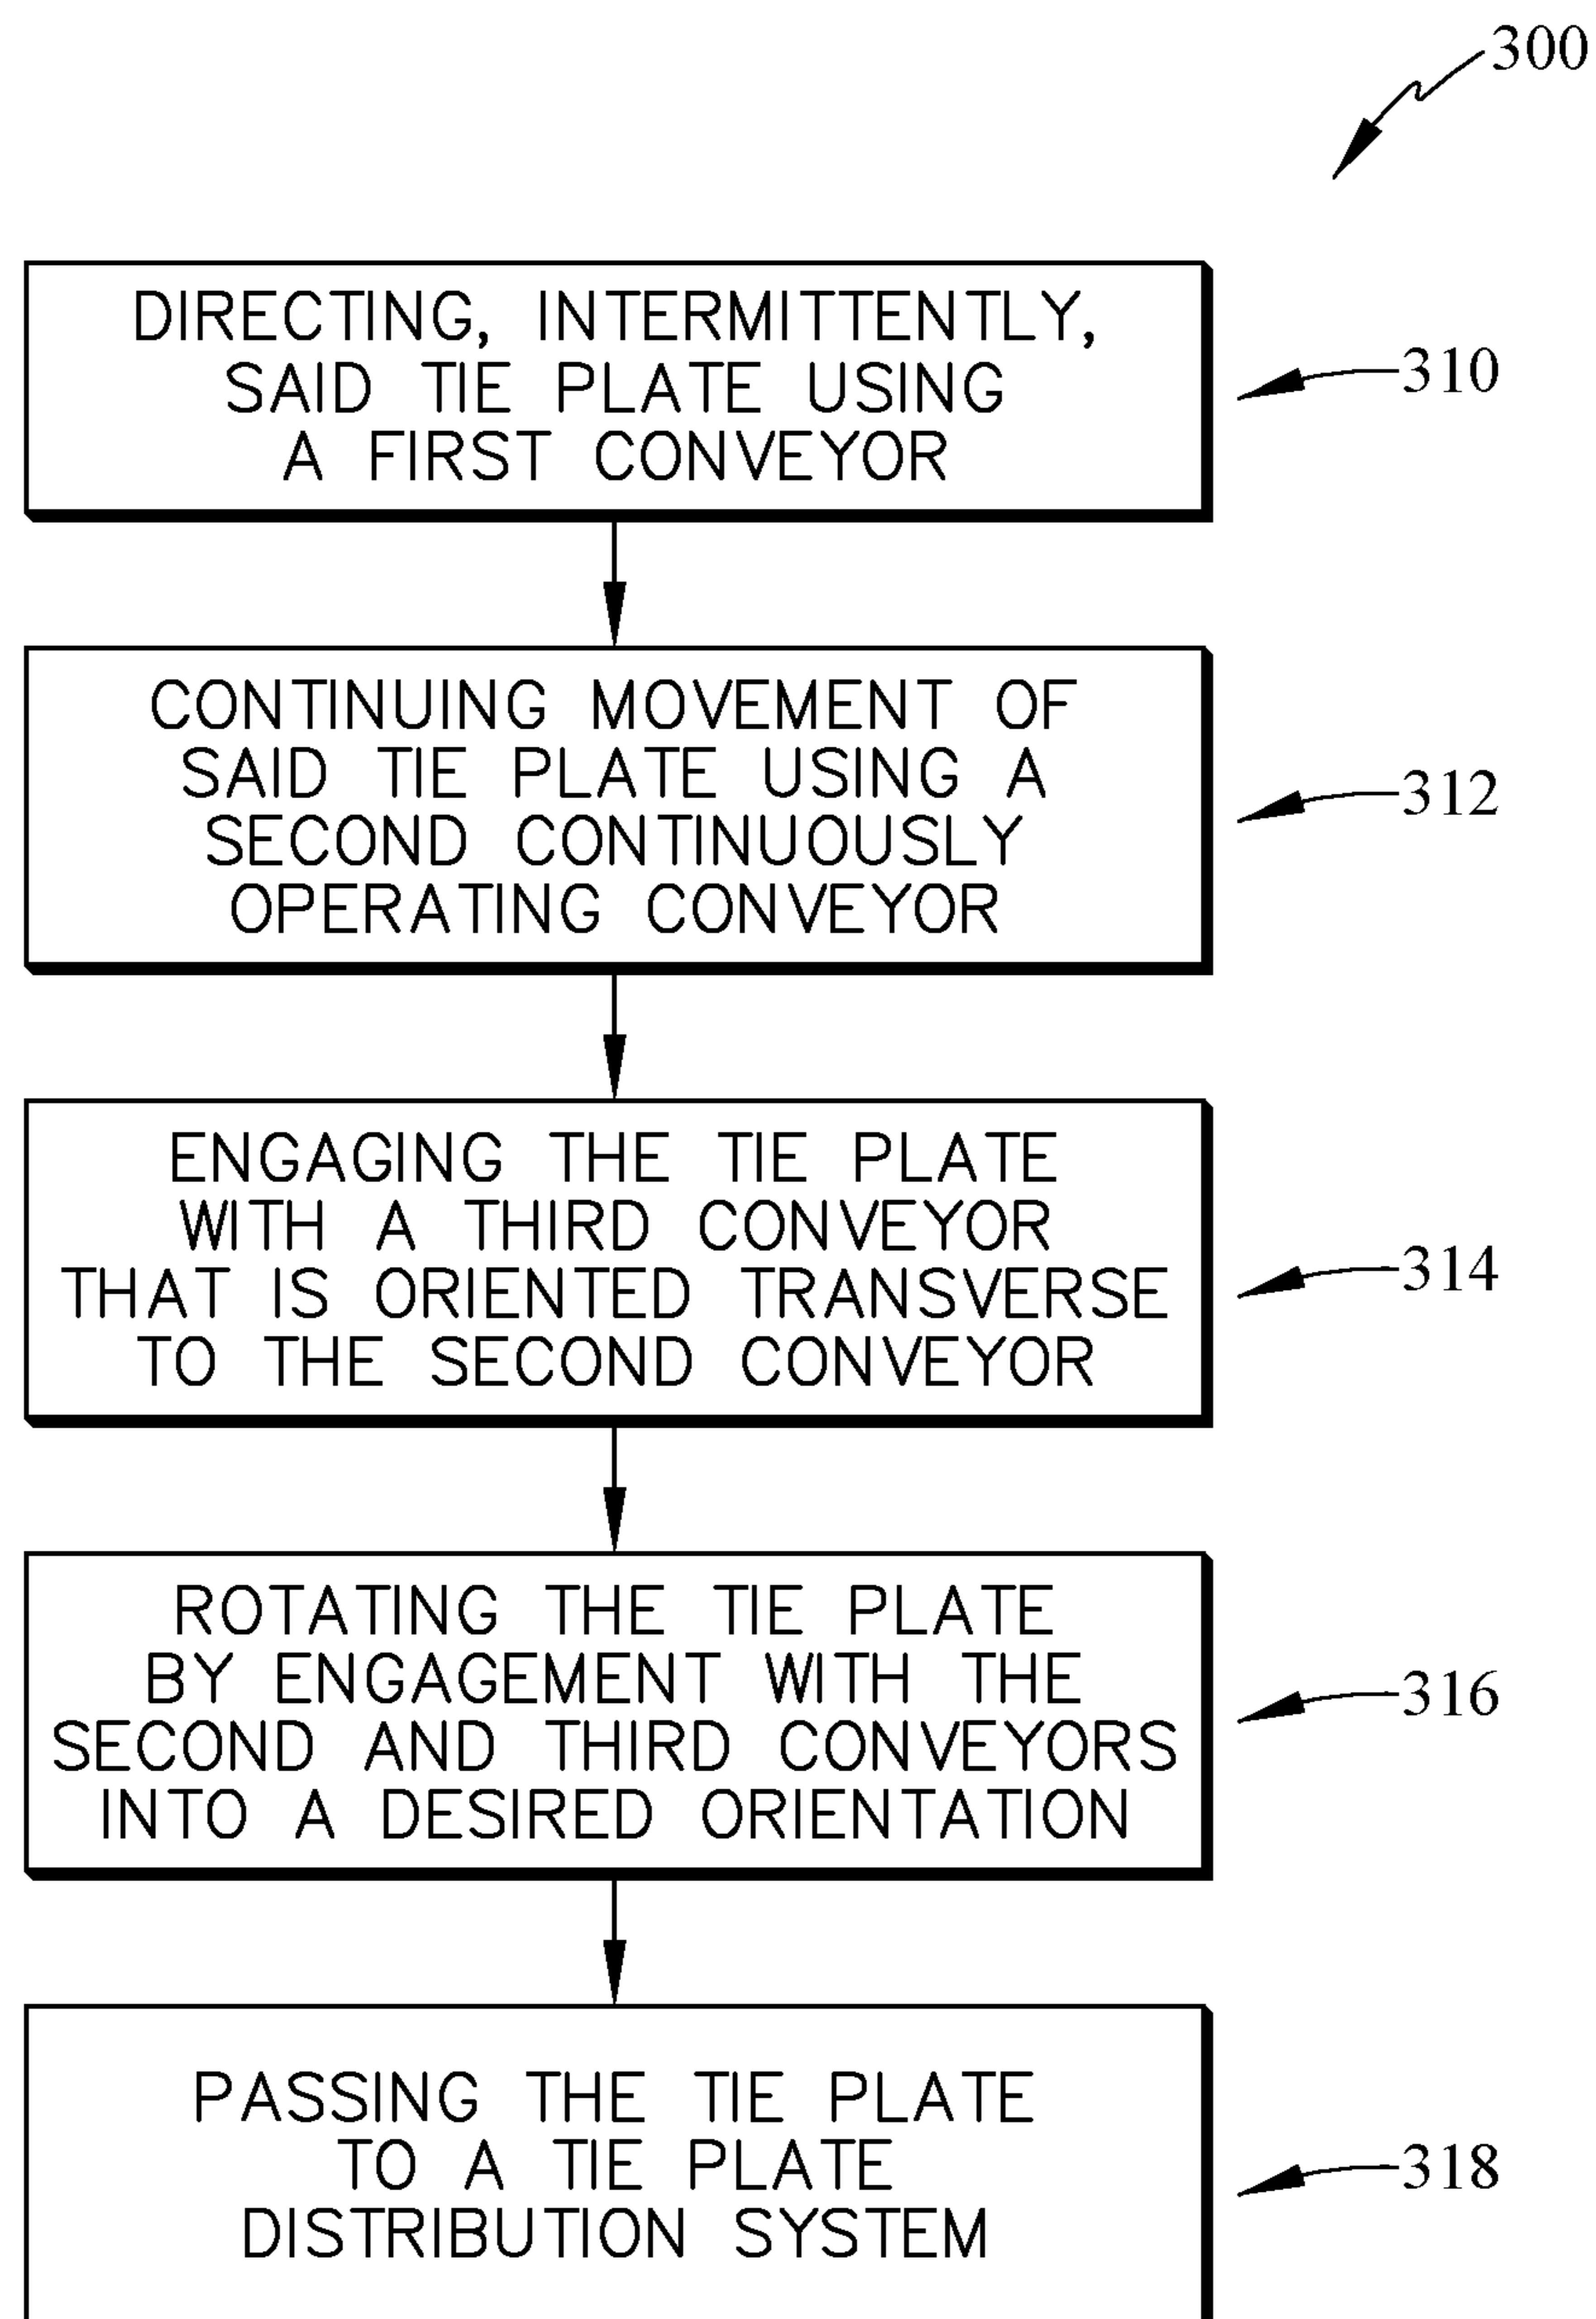 300
DIRECTING, INTERMITTENTLY,
SAID TIE PLATE USING
A FIRST CONVEYOR
310
CONTINUING MOVEMENT OF
SAID TIE PLATE USING A
SECOND CONTINUOUSLY
OPERATING CONVEYOR
312
ENGAGING THE TIE PLATE
WITH A THIRD CONVEYOR
THAT IS ORIENTED TRANSVERSE
TO THE SECOND CONVEYOR
314
ROTATING THE TIE PLATE
BY ENGAGEMENT WITH THE
SECOND AND THIRD CONVEYORS
INTO A DESIRED ORIENTATION
316
PASSING THE TIE PLATE
TO A TIE PLATE
DISTRIBUTION SYSTEM
318